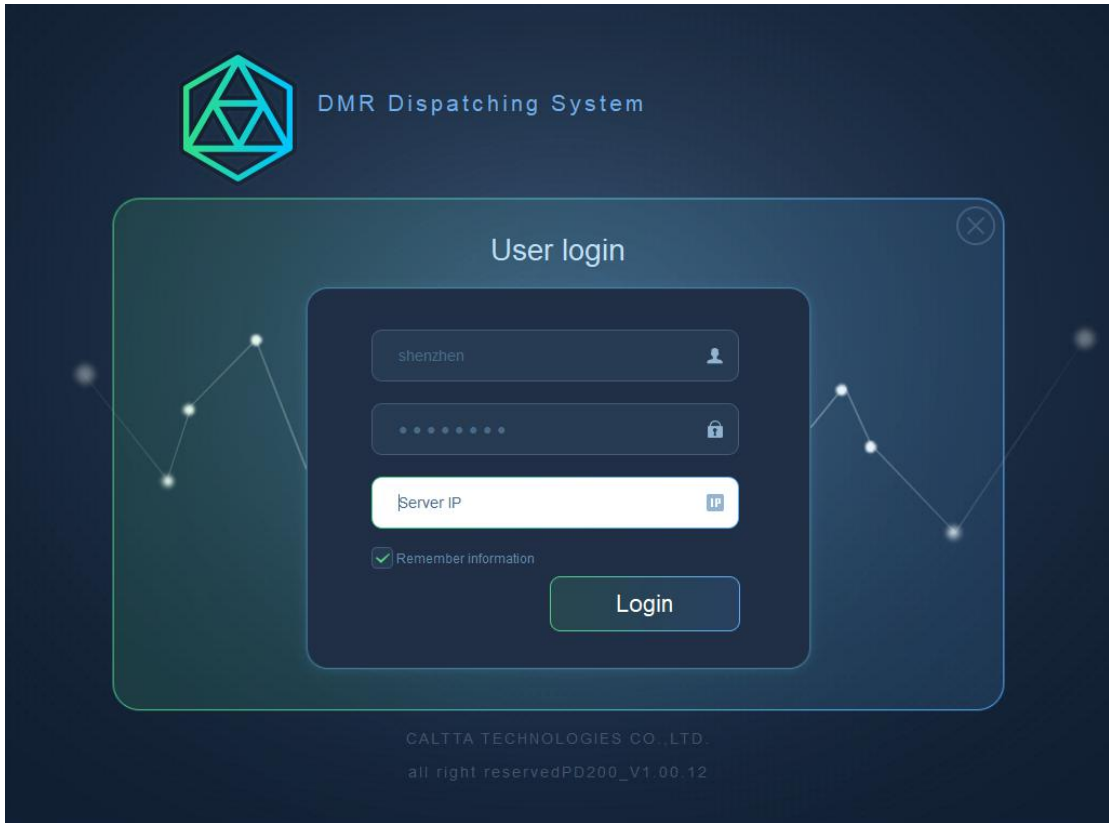 DMR Dispatching System
User login
shenzhen
Server IP
IP
Remember information
Login
CALTTA TECHNOLOGIES CO.,LTD.
all right reservedPD200_V1.00.12